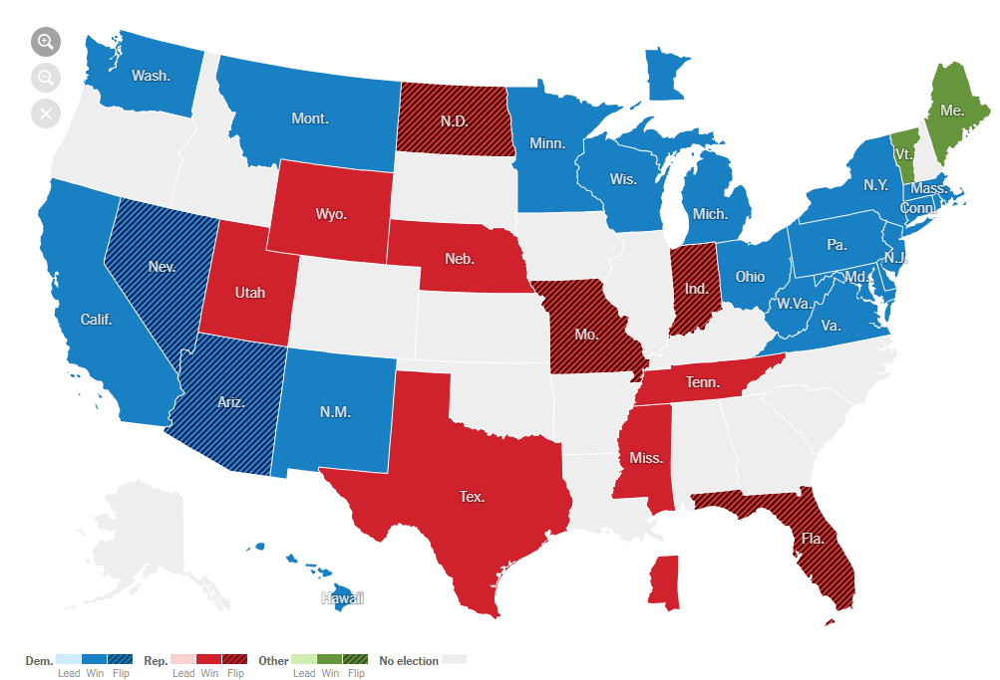 Wash.
Mont.
N.D.
Minn.
Me.
Vt.
Wis.
N.Y.
Mass.
Conn.
Mich.
Wyo.
Pa.
N.J.
Neb.
Nev.
Ohio
Md.
Utah
Ind.
W.Va.
Calif.
Va.
Mo.
Tenn.
Ariz.
N.M.
Miss.
Tex.
Fla.
Hawaii
Dem. Rep. Other No election
Lead Win Flip Lead Win Flip Lead Win Flip